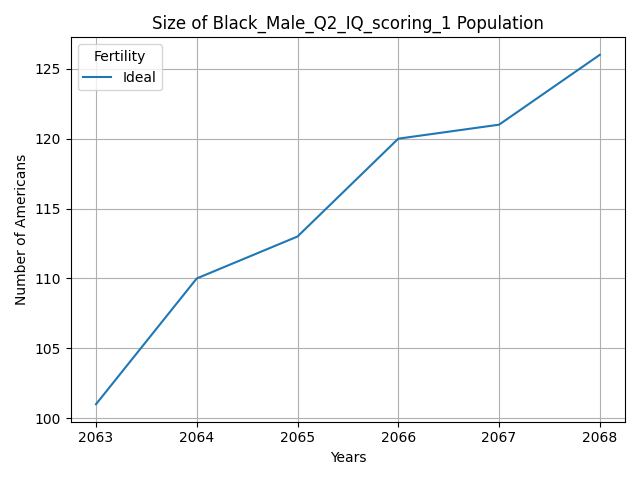 Size of Black_Male_Q2_IQ_scoring_1 Population
Fertility
Ideal
Number of Americans
125
120
115
110
105
100
2063 2064 2065 2066 2067 2068
Years